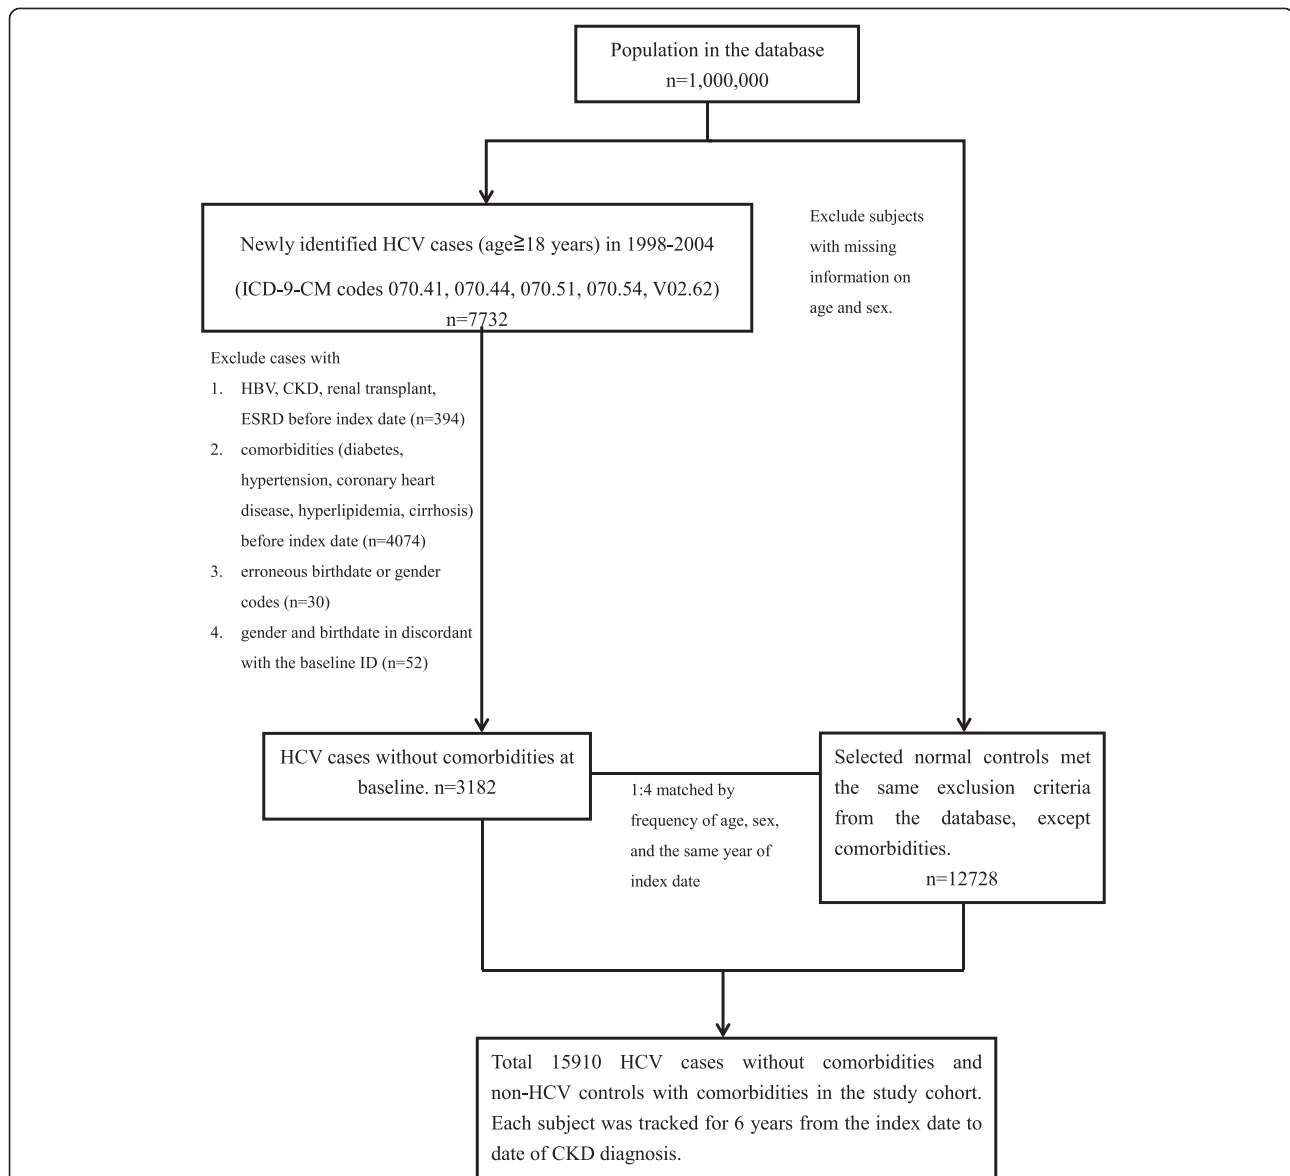 Population in the database
n=1,000,000
Newly identified HCV cases (age≧18 years) in 1998-2004
(ICD-9-CM codes 070.41, 070.44, 070.51, 070.54, V02.62)
n=7732
Exclude subjects
with missing
information on
age and sex.
Exclude cases with
1. HBV, CKD, renal transplant,
ESRD before index date (n=394)
2. comorbidities (diabetes,
hypertension, coronary heart
disease, hyperlipidemia, cirrhosis)
before index date (n=4074)
3. erroneous birthdate or gender
codes (n=30)
4. gender and birthdate in discordant
with the baseline ID (n=52)
HCV cases without comorbidities at
baseline. n=3182
1:4 matched by
frequency of age, sex,
and the same year of
index date
Selected normal controls met
the same exclusion criteria
from the database, except
comorbidities.
n=12728
Total 15910 HCV cases without comorbidities and
non-HCV controls with comorbidities in the study cohort.
Each subject was tracked for 6 years from the index date to
date of CKD diagnosis.